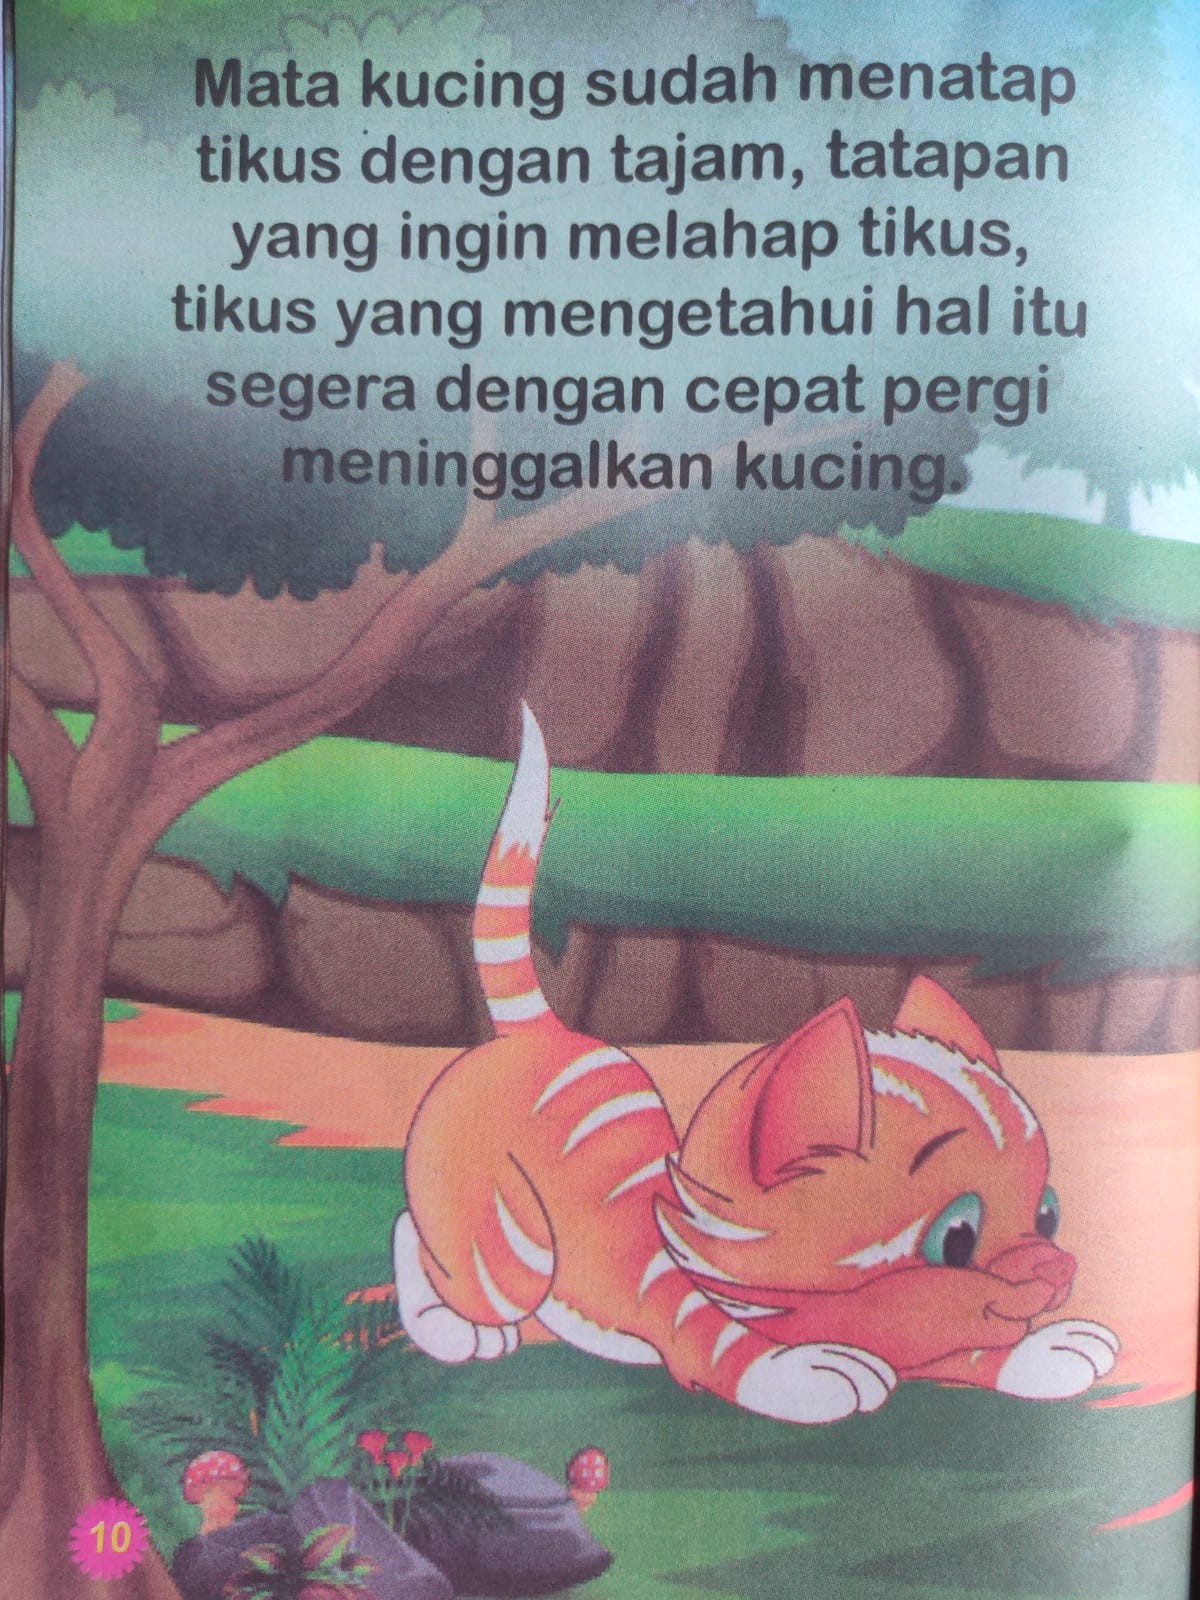 Mata kucing sudah menatap
tikus dengan tajam, tatapan
yang ingin melahap tikus,
tikus yang mengetahui hal itu
segera dengan cepat pergi
meninggalkan kucing.
10